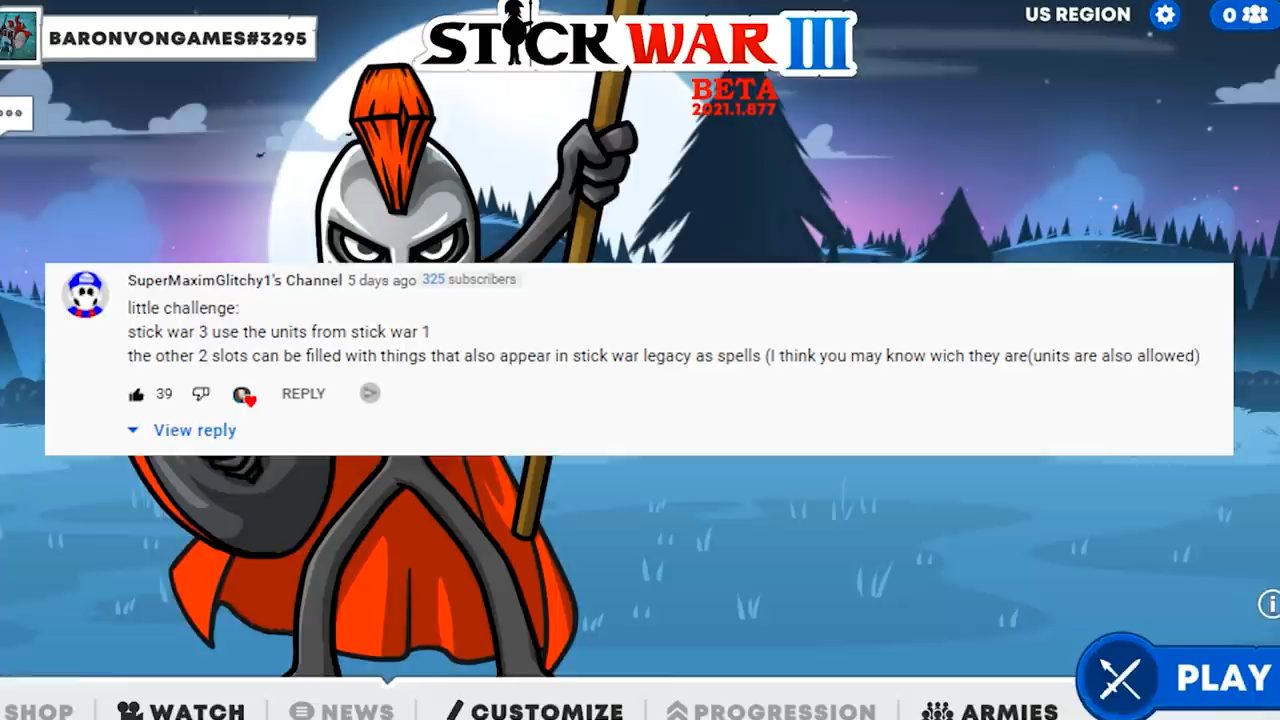 BARONVONGAMES#3295
STICK WAR III
BETA
2021.1.877
US REGION
0
SuperMaximGlitchy1's Channel 5 days ago 325 subscribers
little challenge:
stick war 3 use the units from stick war 1
the other 2 slots can be filled with things that also appear in stick war legacy as spells (I think you may know wich they are(units are also allowed)
39 REPLY
View reply
PLAY
SHOP WATCH NEWS CUSTOMIZE PROGRESSION ARMIES